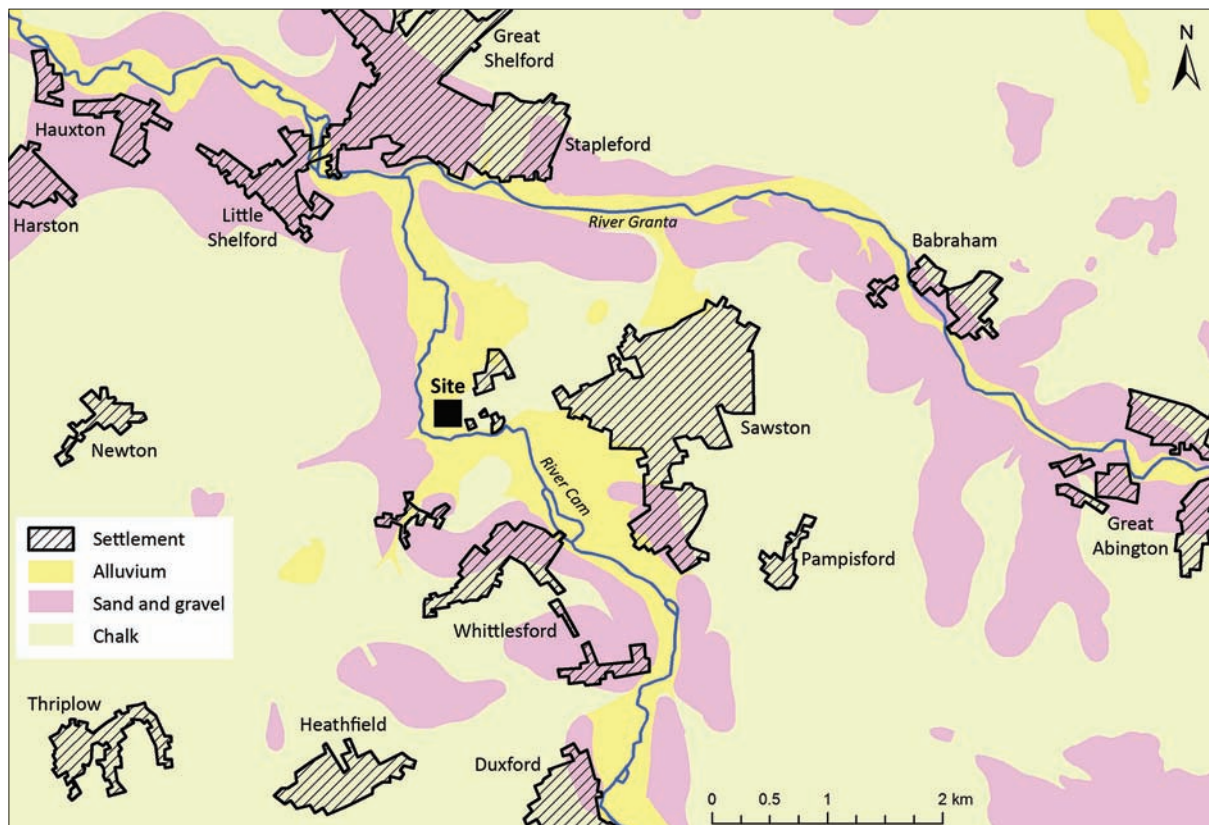 Great
Shelford
N
Hauxton
Stapleford
Harston
Little
Shelford
River Granta
Babraham
Site
Newton
Sawston
River Cam
Settlement
Alluvium
Sand and gravel
Chalk
Pampisford
Great
Abington
Whittlesford
Thriplow
Heathfield
Duxford
0 0.5 1 2 km